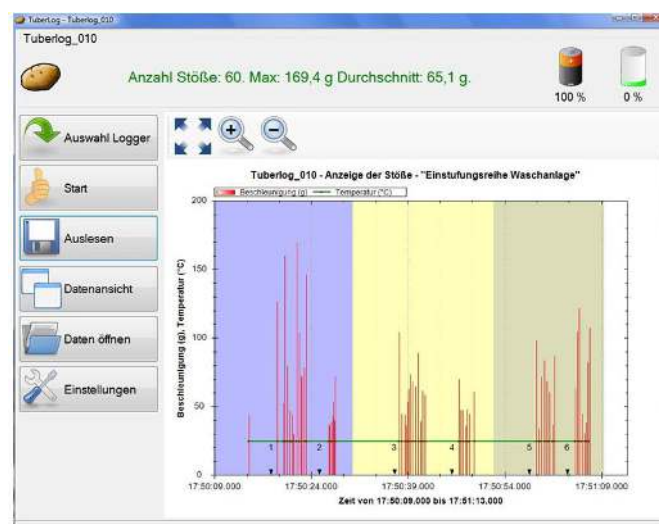 TuberLog - Tuberlog_010
Tuberlog_010
Anzahl Stöße: 60. Max: 169,4 g Durchschnitt: 65,1 g.
100 %
0 %
Auswahl Logger
Start
Auslesen
Datenansicht
Daten öffnen
Einstellungen
Tuberlog_010 - Anzeige der Stöße - "Einstufungsreihe Waschanlage"
Beschleunigung (g)
Temperatur (°C)
Beschleunigung (g), Temperatur (°C)
200
150
100
50
0
1
2
3
4
5
6
17:50:09.000
17:50:24.000
17:50:39.000
17:50:54.000
17:51:09.000
Zeit von 17:50:09.000 bis 17:51:13.000